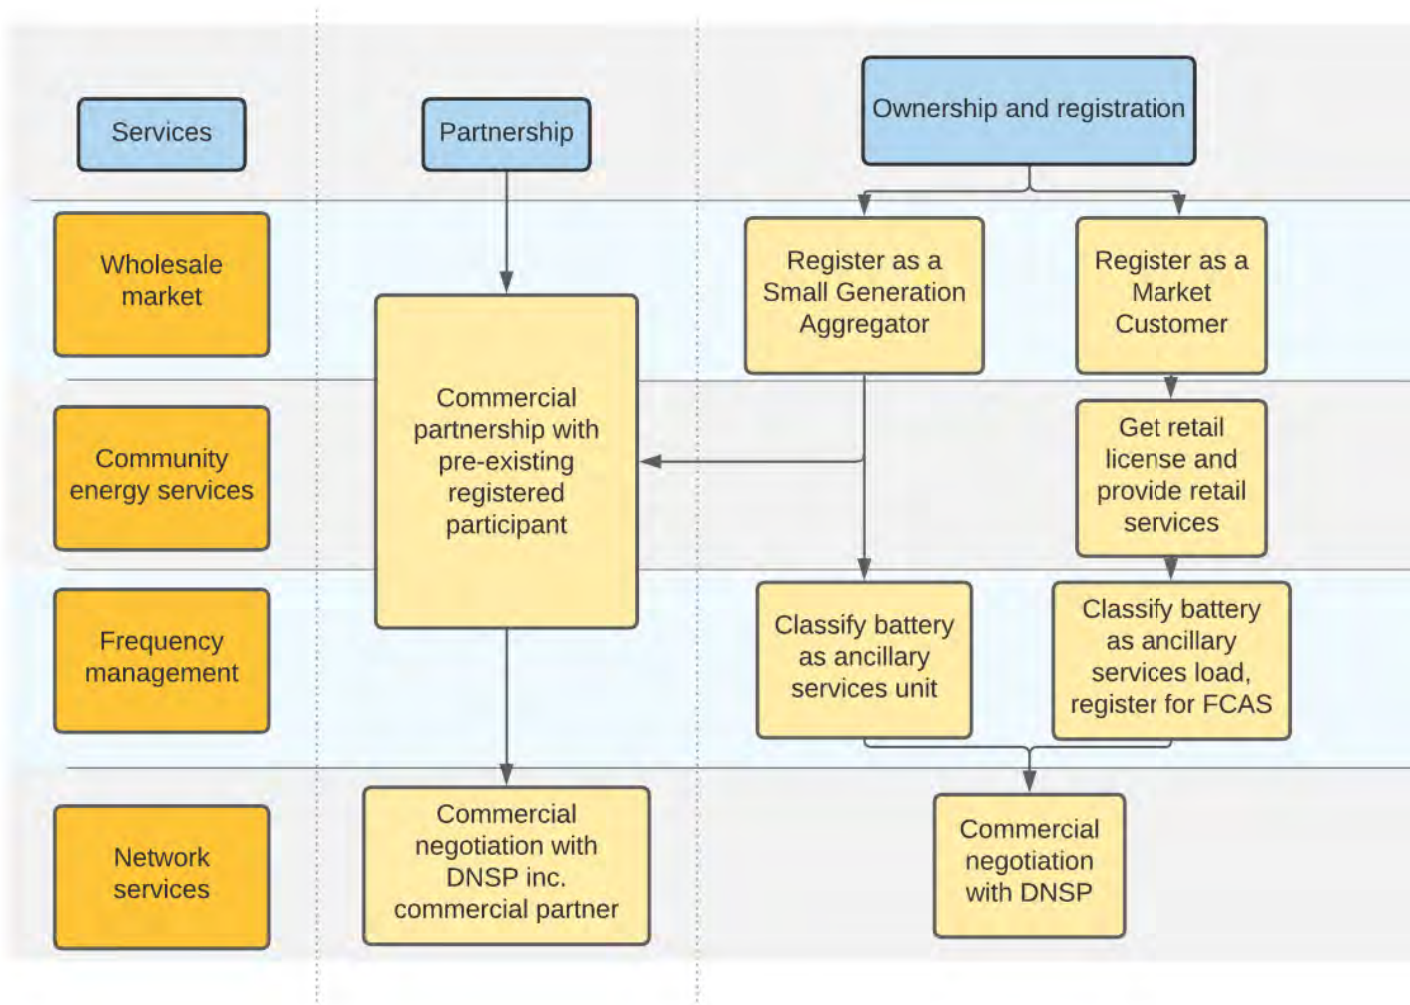 Services
Partnership
Ownership and registration
Wholesale
market
Register as a
Small Generation
Aggregator
Register as a
Market
Customer
Commercial
partnership with
pre-existing
registered
participant
Community
energy services
Get retail
license and
provide retail
services
Frequency
management
Classify battery
as ancillary
services unit
Classify battery
as ancillary
services load,
register for FCAS
Network
services
Commercial
negotiation with
DNSP inc.
commercial partner
Commercial
negotiation
with DNSP